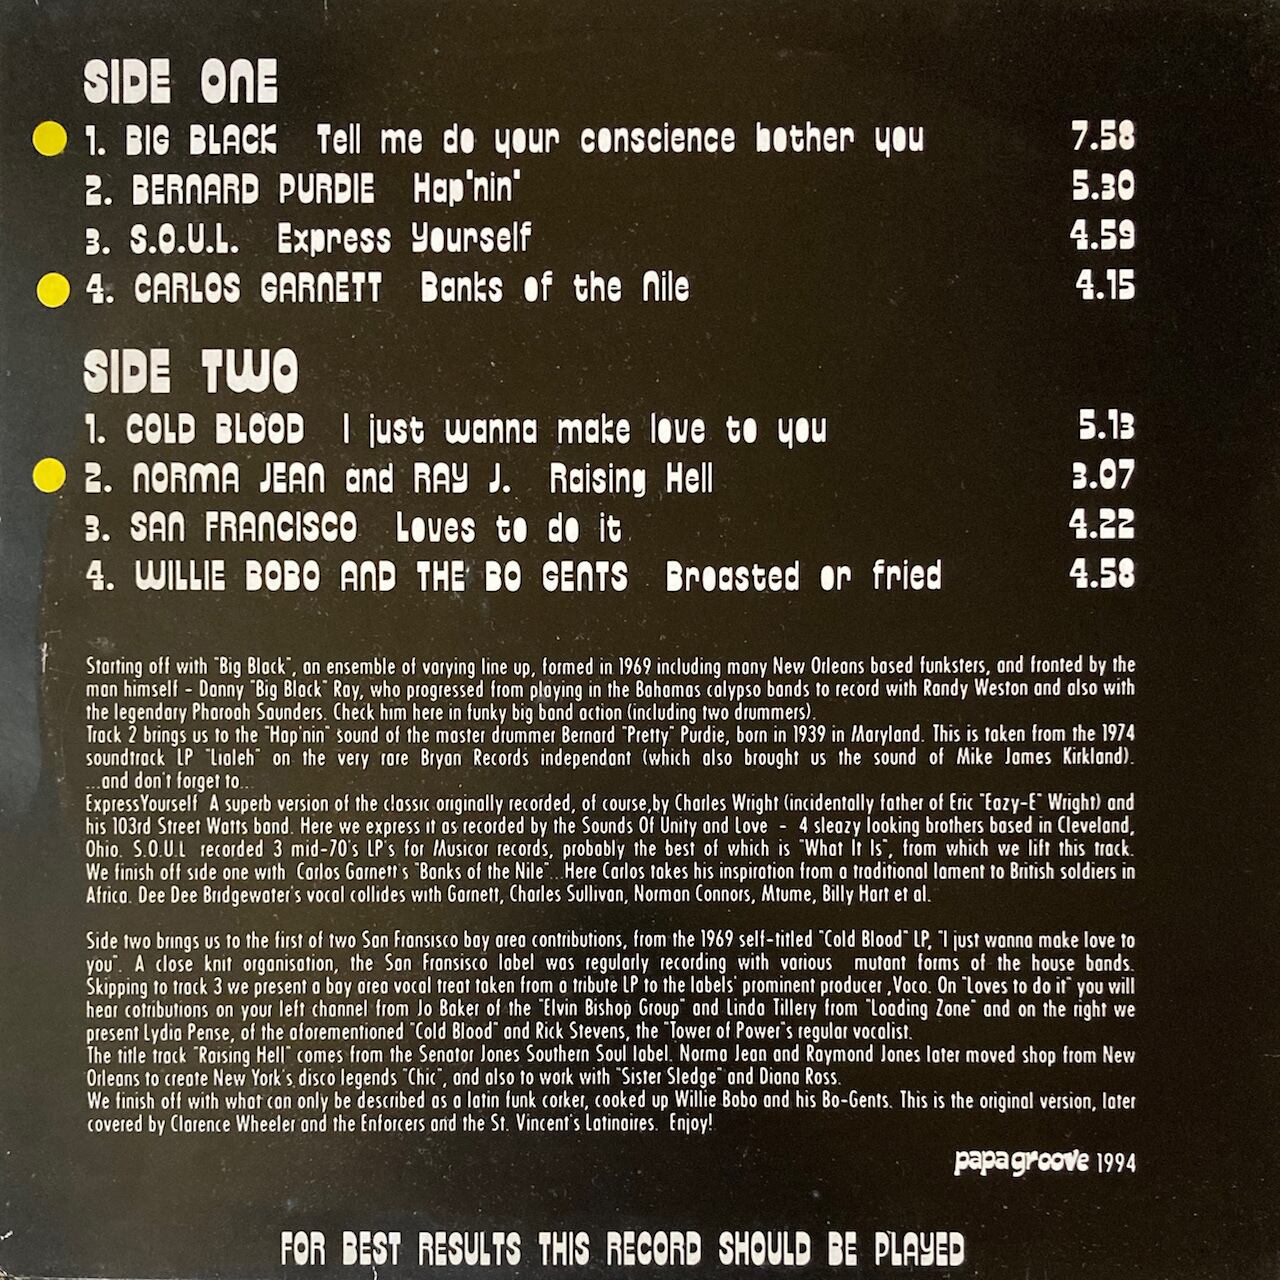 SIDE ONE
1. BIG BLACK Tell me do your conscience bother you 7.58
2. BERNARD PURDIE Hap'nin' 5.30
3. S.O.U.L. Express Yourself 4.59
4. CARLOS GARNETT Banks of the Nile 4.15
SIDE TWO
1. COLD BLOOD I just wanna make love to you 5.13
2. NORMA JEAN and RAY J. Raising Hell 3.07
3. SAN FRANCISCO Loves to do it 4.22
4. WILLIE BOBO AND THE BO GENTS Broasted or fried 4.58
Starting off with "Big Black", an ensemble of varying line up, formed in 1969 including many New Orleans based funksters, and fronted by the
man himself - Danny "Big Black" Ray, who progressed from playing in the Bahamas calypso bands to record with Randy Weston and also with
the legendary Pharoah Saunders. Check him here in funky big band action (including two drummers).
Track 2 brings us to the "Hap'nin" sound of the master drummer Bernard "Pretty" Purdie, born in 1939 in Maryland. This is taken from the 1974
soundtrack LP "Lialeh" on the very rare Bryan Records independant (which also brought us the sound of Mike James Kirkland).
...and don't forget to...
ExpressYourself A superb version of the classic originally recorded, of course,by Charles Wright (incidentally father of Eric "Eazy-E" Wright) and
his 103rd Street Watts band. Here we express it as recorded by the Sounds Of Unity and Love - 4 sleazy looking brothers based in Cleveland,
Ohio. S.O.U.L recorded 3 mid-70's LP's for Musicor records, probably the best of which is "What It Is", from which we lift this track.
We finish off side one with Carlos Garnett's "Banks of the Nile"...Here Carlos takes his inspiration from a traditional lament to British soldiers in
Africa. Dee Dee Bridgewater's vocal collides with Garnett, Charles Sullivan, Norman Connors, Mtume, Billy Hart et al.
Side two brings us to the first of two San Fransisco bay area contributions, from the 1969 self-titled "Cold Blood" LP, "I just wanna make love to
you". A close knit organisation, the San Fransisco label was regularly recording with various mutant forms of the house bands.
Skipping to track 3 we present a bay area vocal treat taken from a tribute LP to the labels' prominent producer ,Voco. On "Loves to do it" you will
hear cotributions on your left channel from Jo Baker of the "Elvin Bishop Group" and Linda Tillery from "Loading Zone" and on the right we
present Lydia Pense, of the aforementioned "Cold Blood" and Rick Stevens, the "Tower of Power"s regular vocalist.
The title track "Raising Hell" comes from the Senator Jones Southern Soul label. Norma Jean and Raymond Jones later moved shop from New
Orleans to create New York's disco legends "Chic", and also to work with "Sister Sledge" and Diana Ross.
We finish off with what can only be described as a latin funk corker, cooked up Willie Bobo and his Bo-Gents. This is the original version, later
covered by Clarence Wheeler and the Enforcers and the St. Vincent's Latinaires. Enjoy!
papa groove 1994
FOR BEST RESULTS THIS RECORD SHOULD BE PLAYED